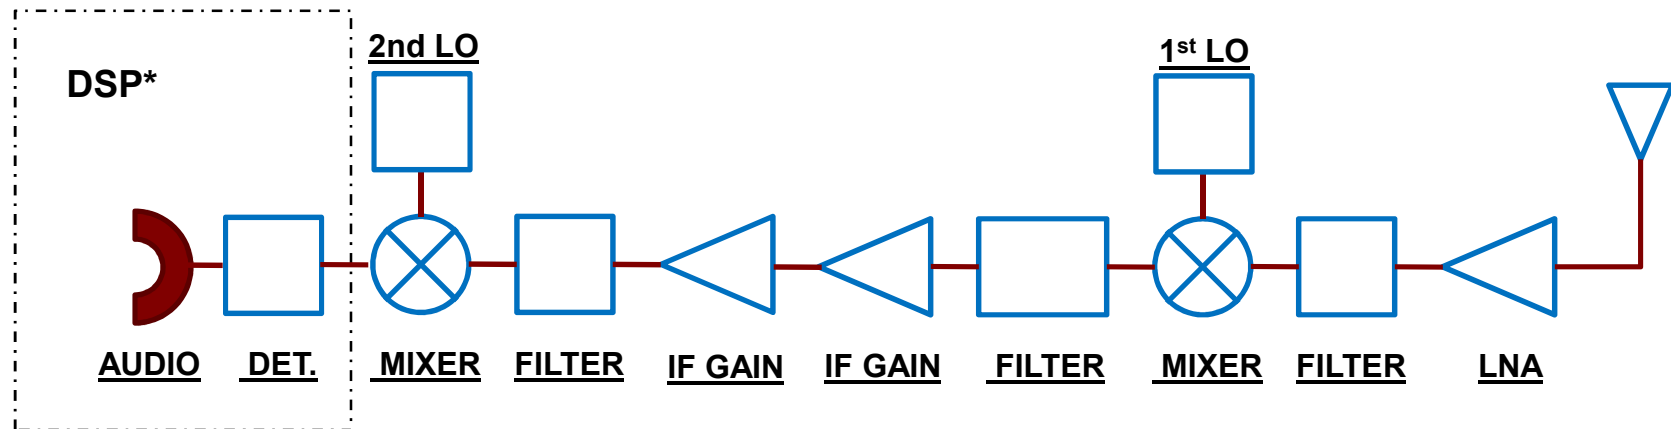 2nd LO
1st LO
DSP*
AUDIO DET. MIXER FILTER IF GAIN IF GAIN FILTER MIXER FILTER LNA